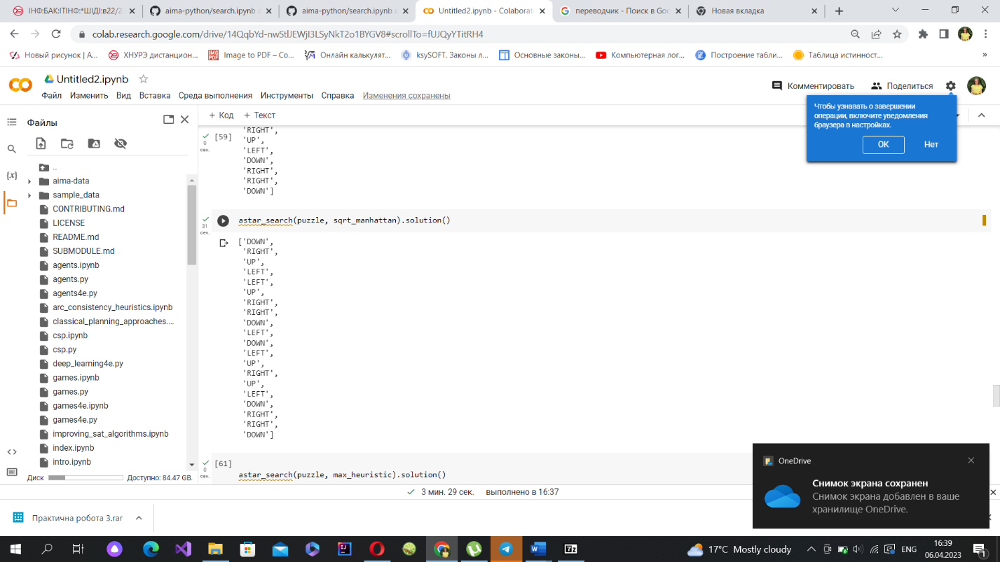 ІНФ:БАК:ІТІНФ:*ШІДІ:в22/2
aima-python/search.ipynb a
aima-python/search.ipynb a
Untitled2.ipynb - Colaborat
переводчик - Поиск в Goo
Новая вкладка
colab.research.google.com/drive/14QqbYd-nwStlJEWjI3LSyNkT2o1BYGV8#scrollTo=fUJQyYTitRH4
Новый рисунок | A...
ХНУРЭ дистанцион...
Image to PDF – Co...
Онлайн калькулят...
ksySOFT. Законы л...
Основные законы...
Компьютерная лог...
Построение табли...
Таблица истинност...
»
Untitled2.ipynb
Файл Изменить Вид Вставка Среда выполнения Инструменты Справка Изменения сохранены
Комментировать
Поделиться
Чтобы узнавать о завершении
операции, включите уведомления
браузера в настройках.
ОК
Нет
Файлы
+ Код + Текст
{x}
..
aima-data
sample_data
CONTRIBUTING.md
LICENSE
README.md
SUBMODULE.md
agents.ipynb
agents.py
agents4e.py
arc_consistency_heuristics.ipynb
classical_planning_approaches....
csp.ipynb
csp.py
deep_learning4e.py
games.ipynb
games.py
games4e.ipynb
games4e.py
improving_sat_algorithms.ipynb
index.ipynb
intro.ipynb
Диск
Доступно: 84.47 GB.
0
сек.
[59]
'RIGHT',
'UP',
'LEFT',
'DOWN',
'RIGHT',
'RIGHT',
'DOWN']
31
сек.
astar_search(puzzle, sqrt_manhattan).solution()
['DOWN',
'RIGHT',
'UP',
'LEFT',
'LEFT',
'UP',
'RIGHT',
'RIGHT',
'DOWN',
'LEFT',
'DOWN',
'LEFT',
'UP',
'RIGHT',
'UP',
'LEFT',
'DOWN',
'RIGHT',
'RIGHT',
'DOWN']
0
сек.
[61]
astar_search(puzzle, max_heuristic).solution()
3 мин. 29 сек. выполнено в 16:37
OneDrive
Снимок экрана сохранен
Снимок экрана добавлен в ваше
хранилище OneDrive.
Практична робота 3.rar
17°C Mostly cloudy
ENG
16:39
06.04.2023
1